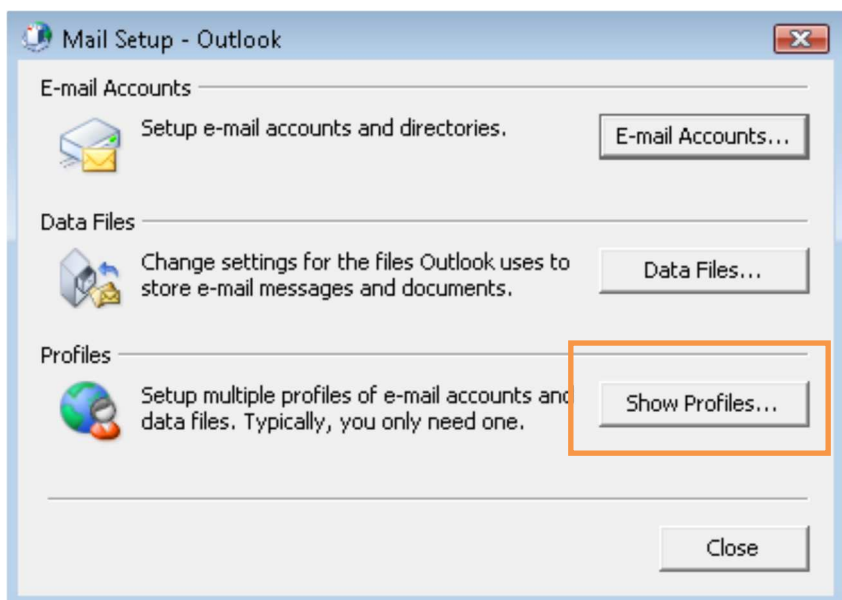 Mail Setup - Outlook
E-mail Accounts
Setup e-mail accounts and directories.
E-mail Accounts...
Data Files
Change settings for the files Outlook uses to
store e-mail messages and documents.
Data Files...
Profiles
Setup multiple profiles of e-mail accounts and
data files. Typically, you only need one.
Show Profiles...
Close